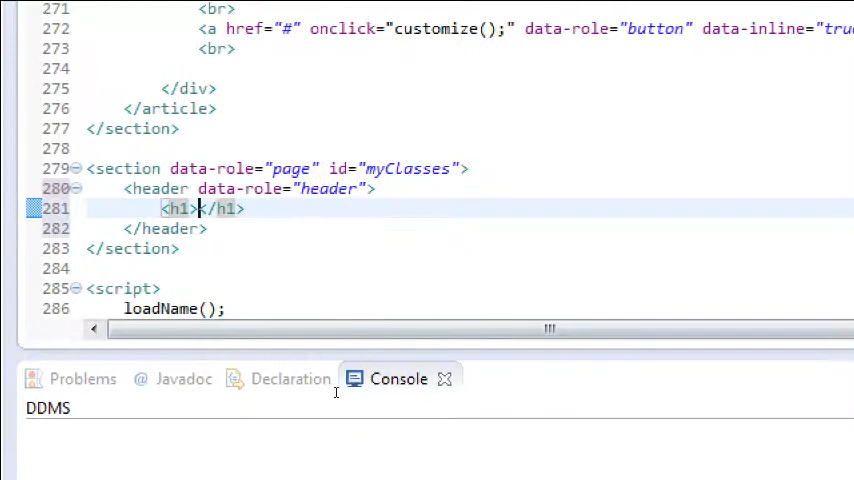 271 <br>
272 <a href="#" onclick="customize();" data-role="button" data-inline="true
273 <br>
274
275 </div>
276 </article>
277 </section>
278
279 <section data-role="page" id="myClasses">
280 <header data-role="header">
281 <h1></h1>
282 </header>
283 </section>
284
285 <script>
286 loadName();
Problems @ Javadoc Declaration Console
DDMS